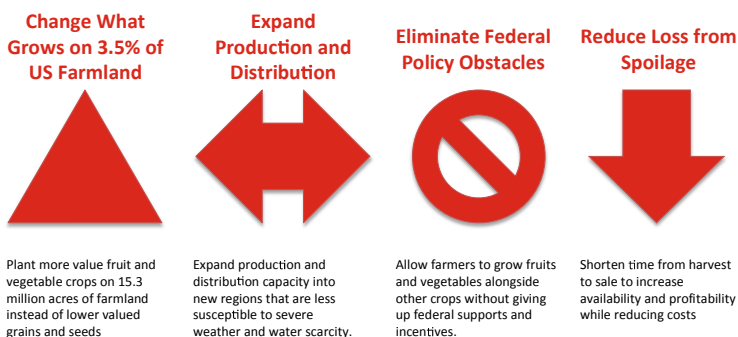 Change What
Grows on 3.5% of
US Farmland
Expand
Production and
Distribution
Eliminate Federal
Policy Obstacles
Reduce Loss from
Spoilage
Plant more value fruit and
vegetable crops on 15.3
million acres of farmland
instead of lower valued
grains and seeds
Expand production and
distribution capacity into
new regions that are less
susceptible to severe
weather and water scarcity.
Allow farmers to grow fruits
and vegetables alongside
other crops without giving
up federal supports and
incentives.
Shorten time from harvest
to sale to increase
availability and profitability
while reducing costs